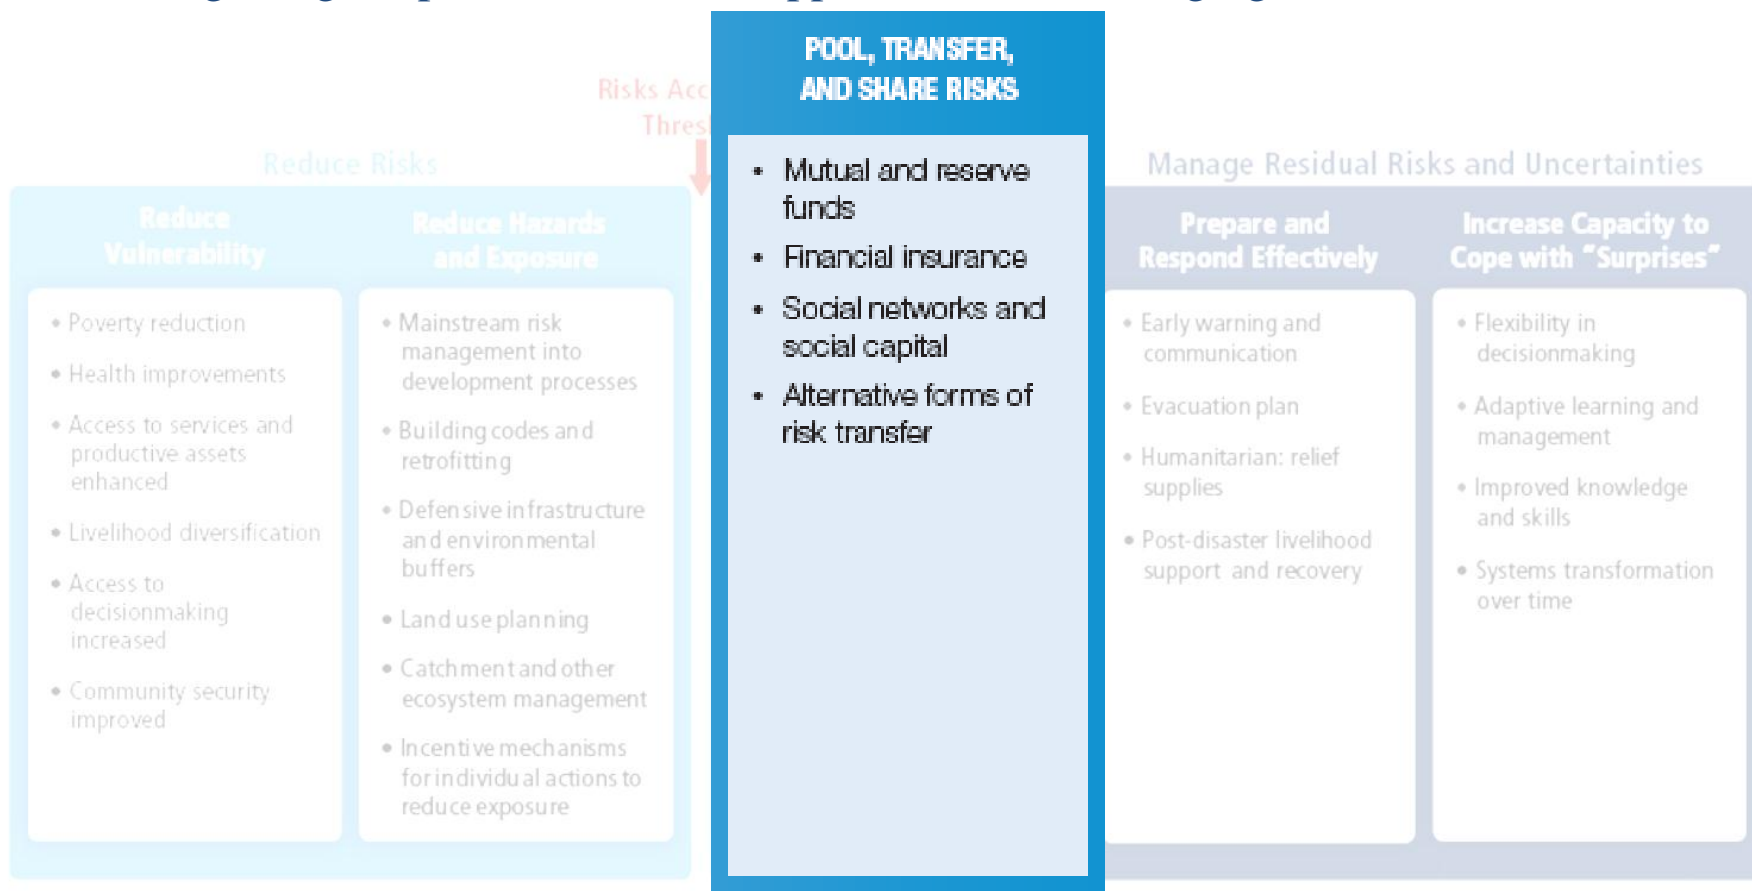 POOL, TRANSFER,
AND SHARE RISKS
• Mutual and reserve
funds
• Financial insurance
• Social networks and
social capital
• Alternative forms of
risk transfer
Risks Acc
Thresh
Reduce Risks
Reduce
Vulnerability
• Poverty reduction
• Health improvements
• Access to services and
productive assets
enhanced
• Livelihood diversification
• Access to
decisionmaking
increased
• Community security
improved
Reduce Hazards
and Exposure
• Mainstream risk
management into
development processes
• Building codes and
retrofitting
• Defensive infrastructure
and environmental
buffers
• Land use planning
• Catchment and other
ecosystem management
• Incentive mechanisms
for individual actions to
reduce exposure
Manage Residual Risks and Uncertainties
Prepare and
Respond Effectively
• Early warning and
communication
• Evacuation plan
• Humanitarian: relief
supplies
• Post-disaster livelihood
support and recovery
Increase Capacity to
Cope with “Surprises”
• Flexibility in
decisionmaking
• Adaptive learning and
management
• Improved knowledge
and skills
• Systems transformation
over time